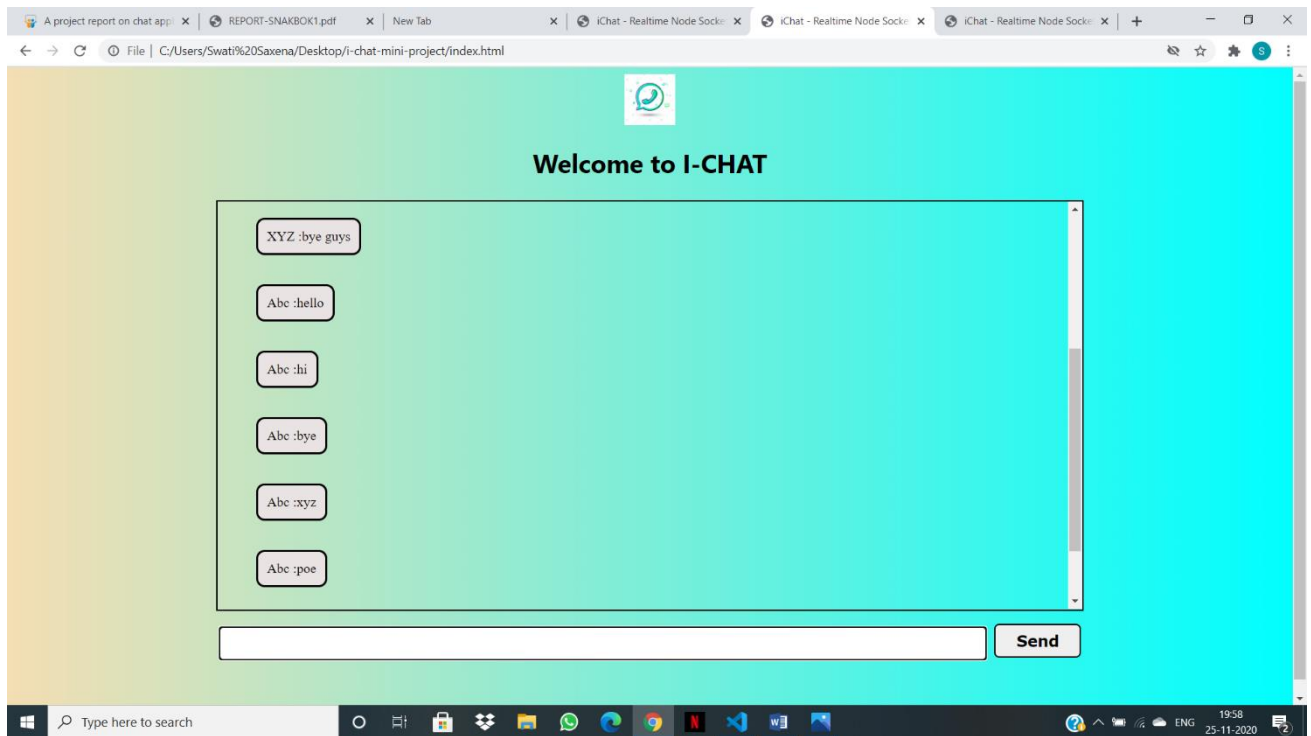 A project report on chat appl
REPORT-SNAKBOK1.pdf
New Tab
iChat - Realtime Node Socke
iChat - Realtime Node Socke
iChat - Realtime Node Socke
File | C:/Users/Swati%20Saxena/Desktop/i-chat-mini-project/index.html
S
Welcome to I-CHAT
XYZ :bye guys
Abc :hello
Abc :hi
Abc :bye
Abc :xyz
Abc :poe
Send
Type here to search
N
ENG
19:58
25-11-2020
2